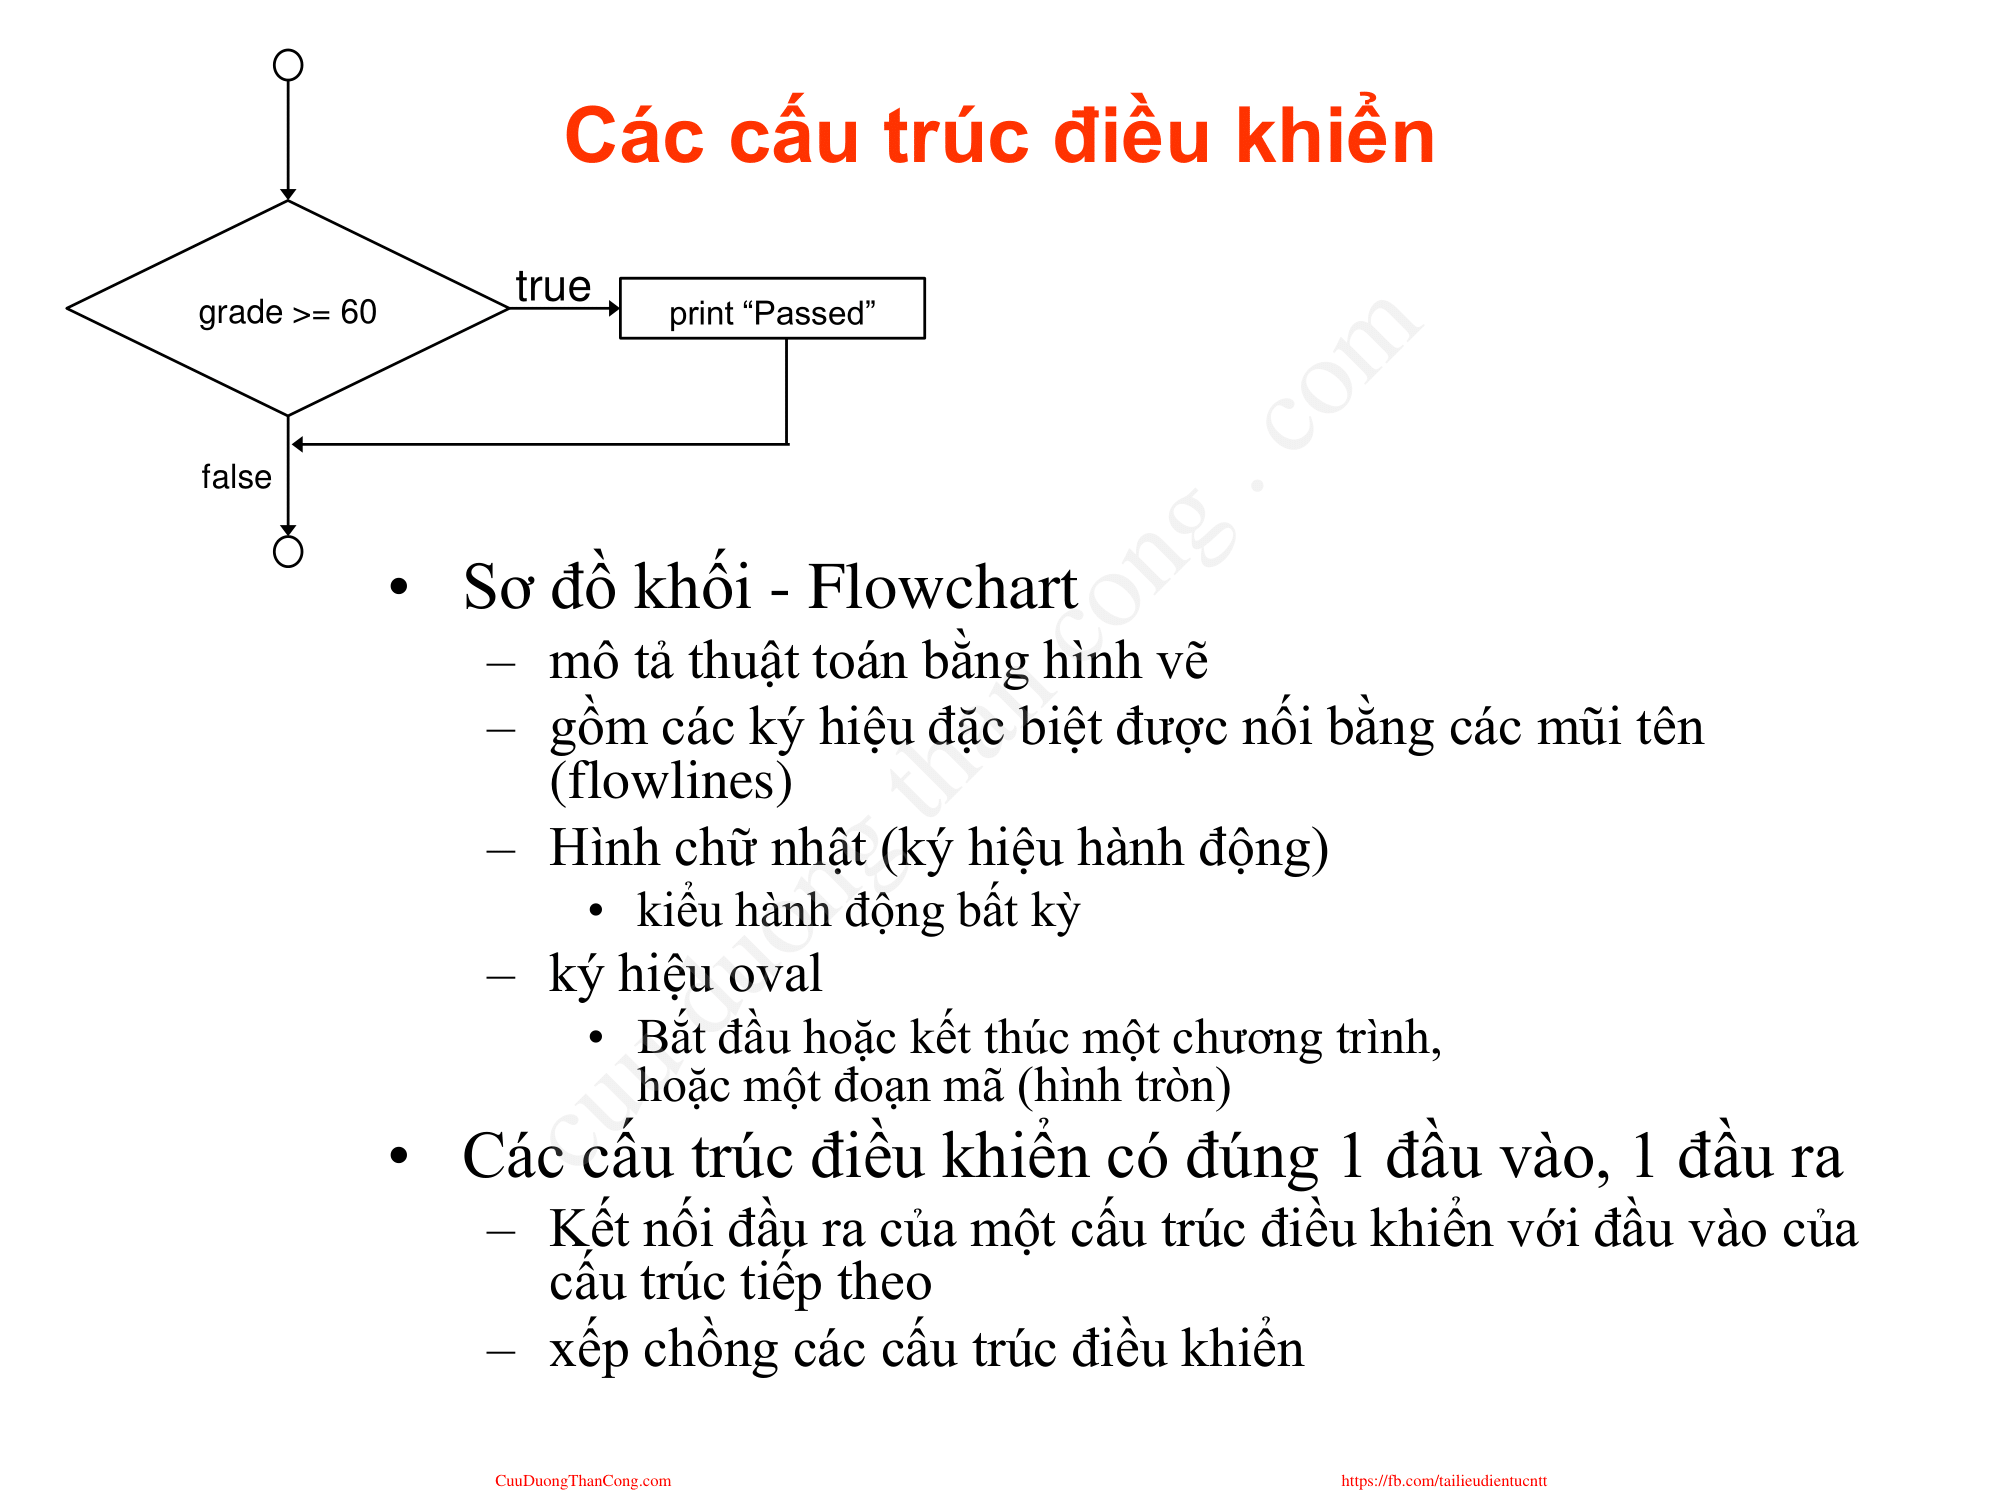 Các cấu trúc điều khiển
true
grade >= 60
print “Passed”
false
• Sơ đồ khối - Flowchart
– mô tả thuật toán bằng hình vẽ
– gồm các ký hiệu đặc biệt được nối bằng các mũi tên
(flowlines)
– Hình chữ nhật (ký hiệu hành động)
• kiểu hành động bất kỳ
– ký hiệu oval
• Bắt đầu hoặc kết thúc một chương trình,
hoặc một đoạn mã (hình tròn)
• Các cấu trúc điều khiển có đúng 1 đầu vào, 1 đầu ra
– Kết nối đầu ra của một cấu trúc điều khiển với đầu vào của
cấu trúc tiếp theo
– xếp chồng các cấu trúc điều khiển
cuu duong than cong . com
CuuDuongThanCong.com
https://fb.com/tailieudientucntt